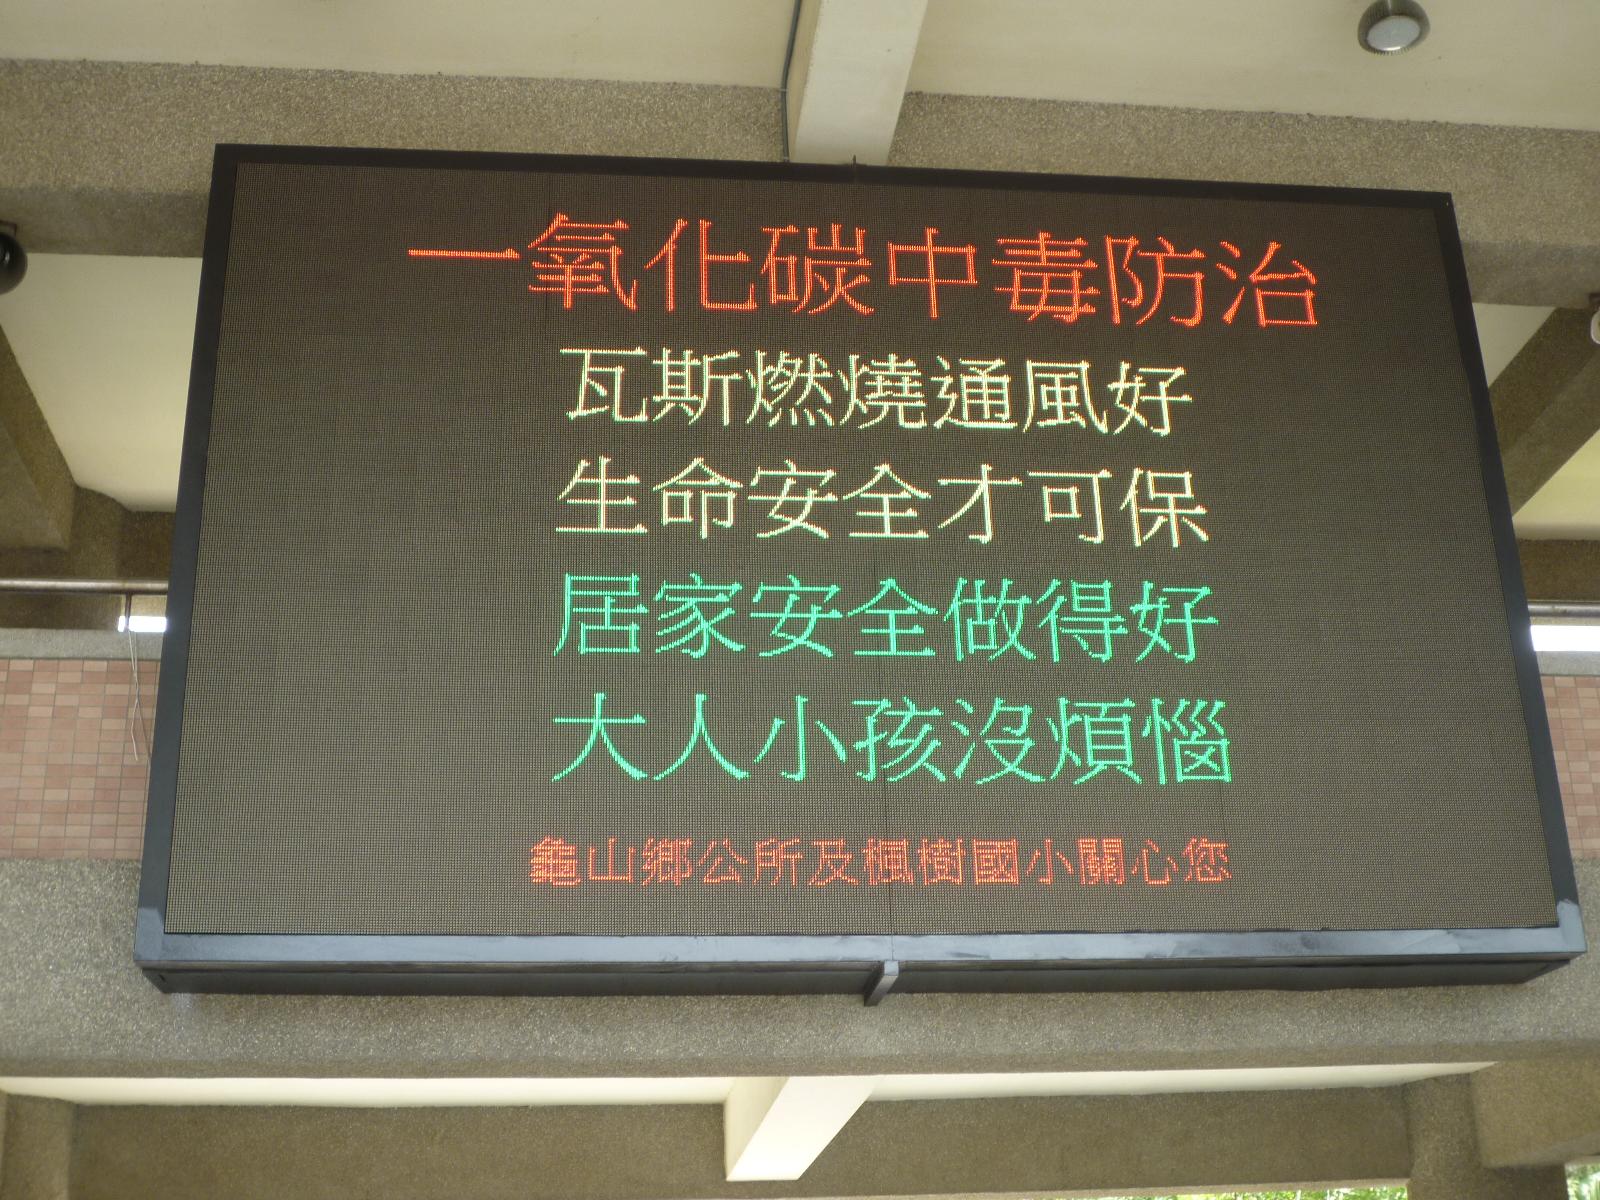 一氧化碳中毒防治
瓦斯燃燒通風好
生命安全才可保
居家安全做得好
大人小孩沒煩惱
龜山鄉公所及楓樹國小關心您